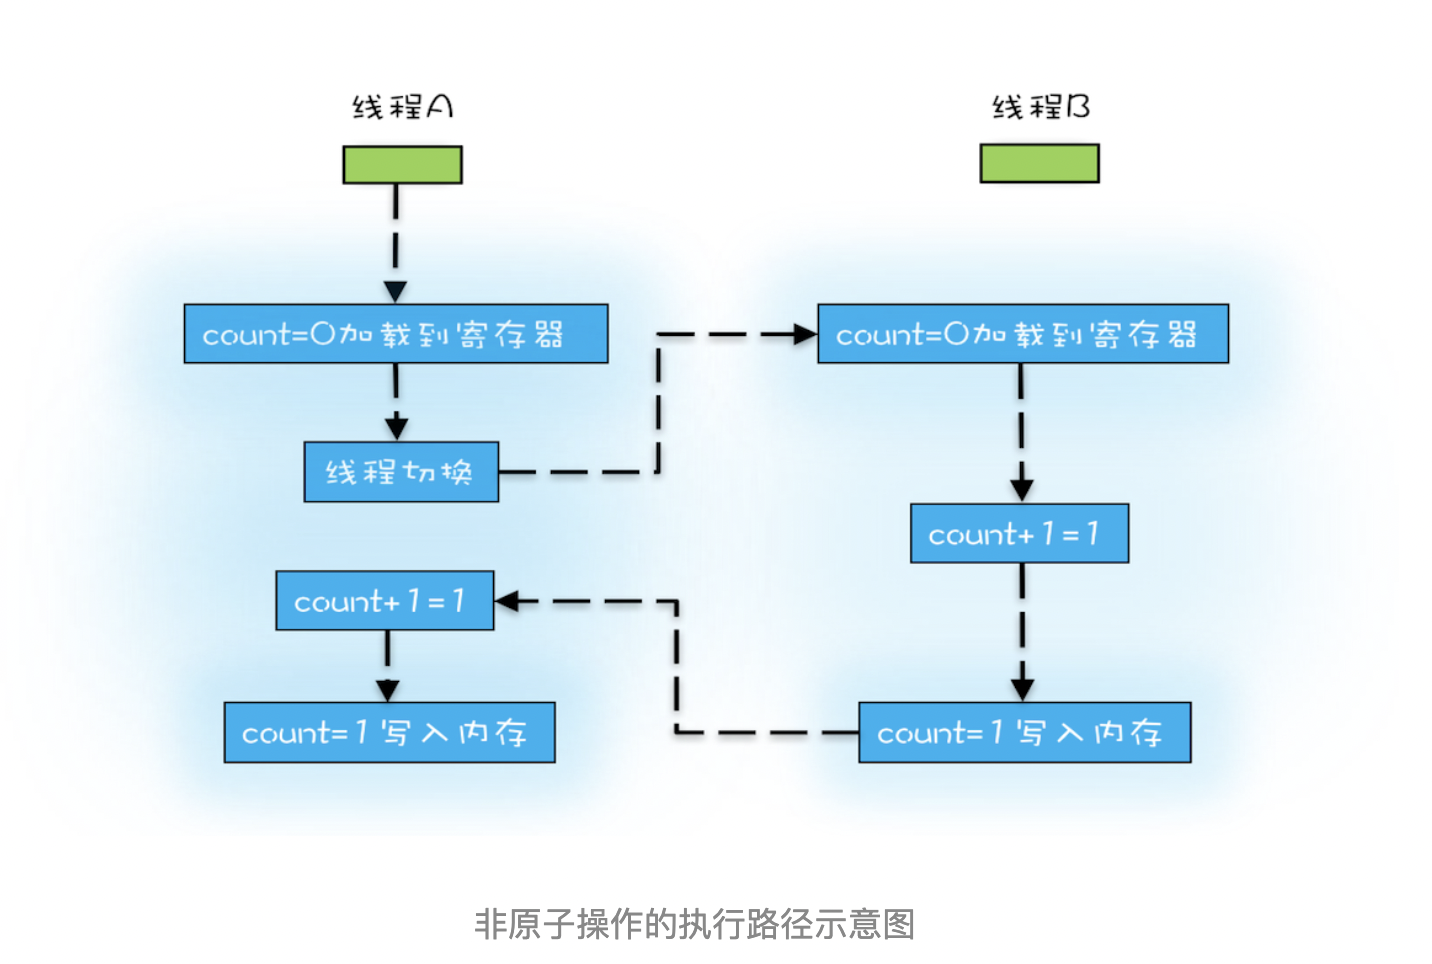 线程A
线程B
count=0加载到寄存器
count=0加载到寄存器
线程切换
count+1=1
count+1=1
count=1写入内存
count=1写入内存
非原子操作的执行路径示意图